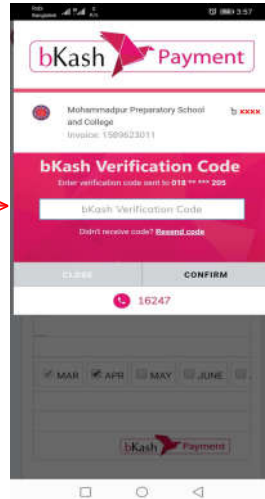 3:57
bKash Payment
Mohammadpur Preparatory School
and College
৳ xxxx
Invoice: 1589623011
bKash Verification Code
Enter verification code sent to 018 ** *** 205
bKash Verification Code
Didn't receive code? Resend code
CLOSE
CONFIRM
16247
MAR APR MAY JUNE
bKash Payment